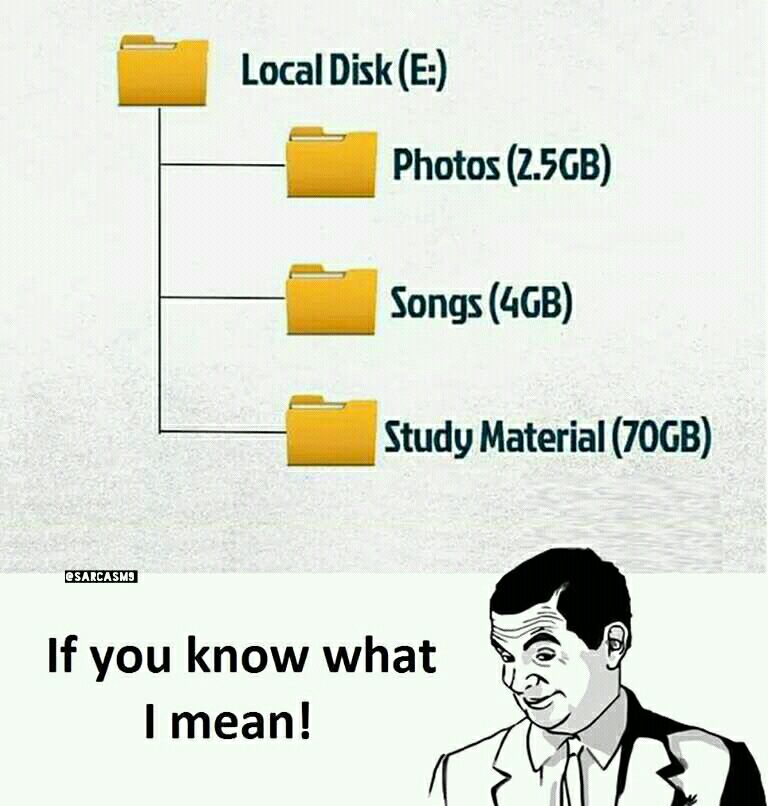 Local Disk (E:)
Photos (2.5GB)
Songs (4GB)
Study Material (70GB)
@SARCASM9
If you know what
I mean!